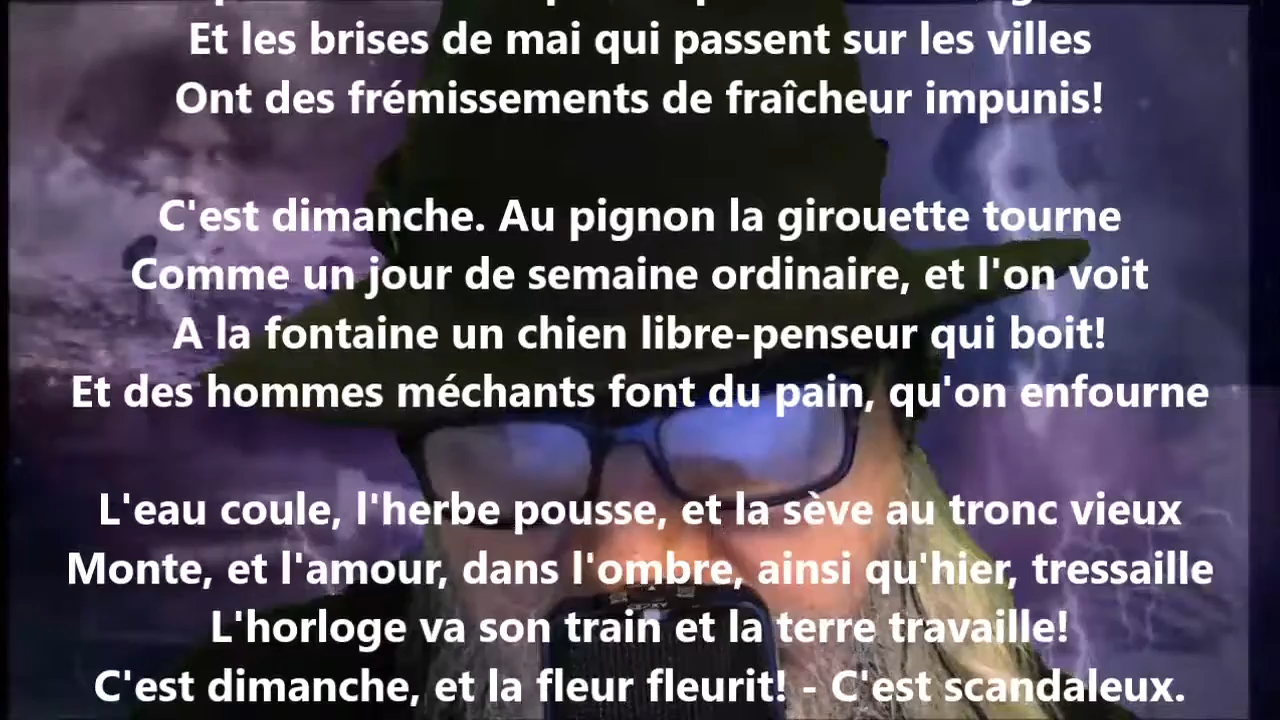 Et les brises de mai qui passent sur les villes
Ont des frémissements de fraîcheur impunis!
C'est dimanche. Au pignon la girouette tourne
Comme un jour de semaine ordinaire, et l'on voit
A la fontaine un chien libre-penseur qui boit!
Et des hommes méchants font du pain, qu'on enfourne
L'eau coule, l'herbe pousse, et la sève au tronc vieux
Monte, et l'amour, dans l'ombre, ainsi qu'hier, tressaille
L'horloge va son train et la terre travaille!
C'est dimanche, et la fleur fleurit! - C'est scandaleux.